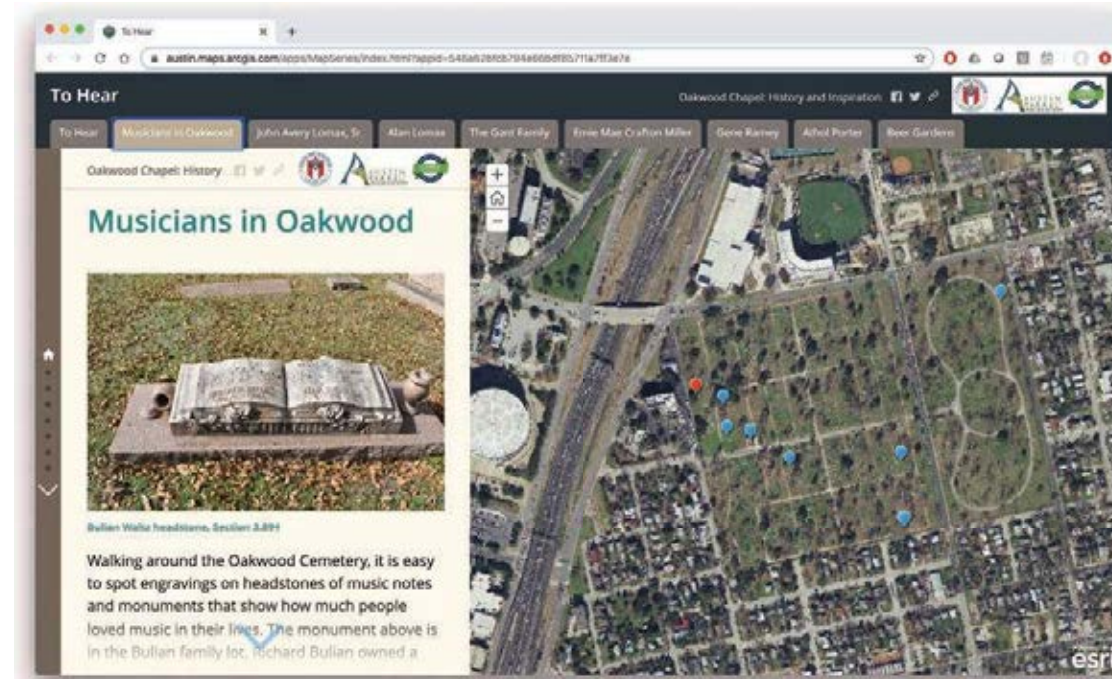 To Hear
austin.maps.arcgis.com/apps/MapSeries/index.html?appid=
To Hear
Oakwood Chapel: History and Inspiration
To Hear
Musicians in Oakwood
John Avery Lomax, Sr
Alan Lomax
The Gant Family
Ernie Mae Crafton Miller
Gene Ramey
Athol Porter
Beer Gardens
Oakwood Chapel: History
Musicians in Oakwood
Bulian Waltz headstone, Section
Walking around the Oakwood Cemetery, it is easy
to spot engravings on headstones of music notes
and monuments that show how much people
loved music in their lives. The monument above is
in the Bulian family lot. Richard Bulian owned a
esri